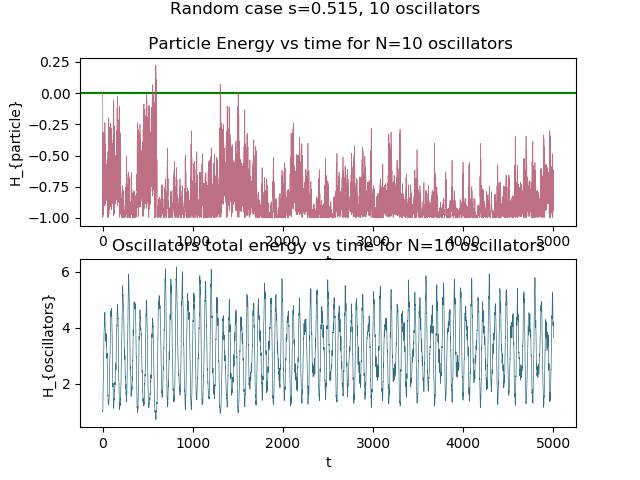 Random case s=0.515, 10 oscillators
Particle Energy vs time for N=10 oscillators
0.25
0.00
−0.25
−0.50
−0.75
−1.00
H_{particle}
0 1000 2000 3000 4000 5000
t
Oscillators total energy vs time for N=10 oscillators
6
4
2
H_{oscillators}
0 1000 2000 3000 4000 5000
t